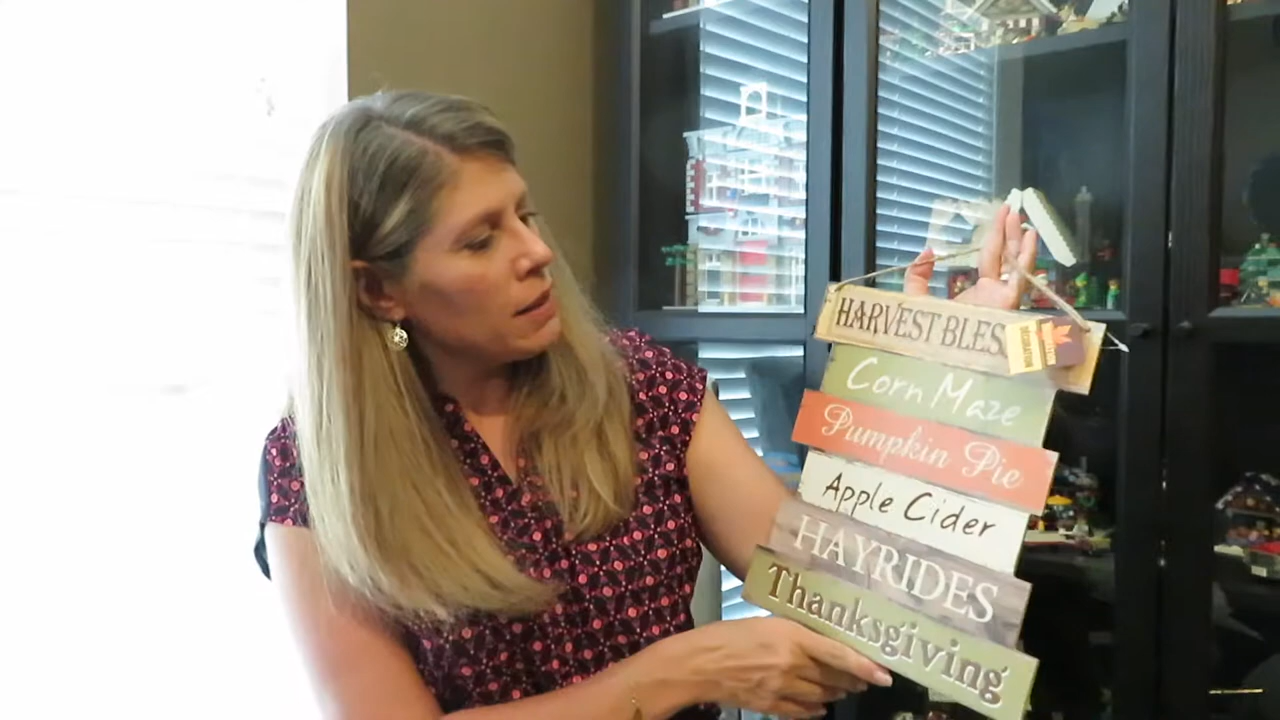 HARVEST BLES
Corn Maze
Pumpkin Pie
Apple Cider
HAYRIDES
Thanksgiving